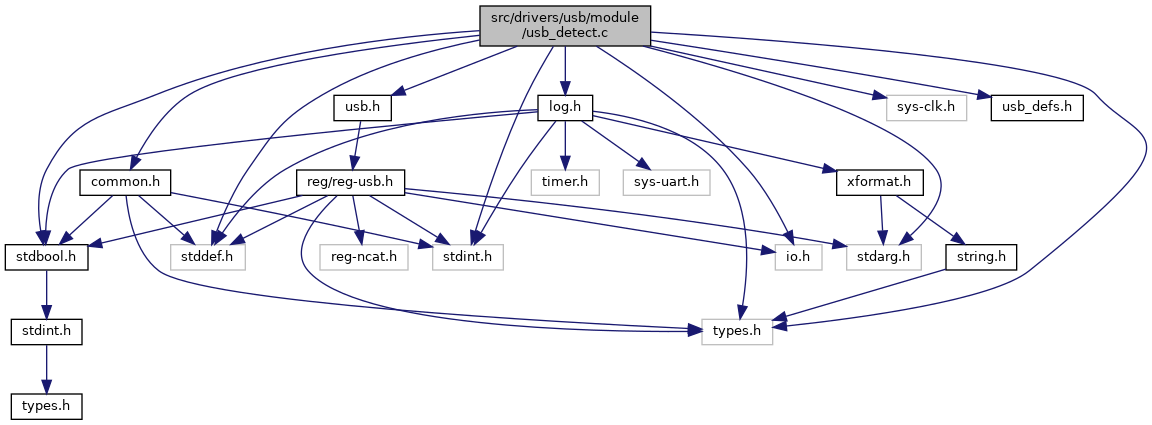 src/drivers/usb/module
/usb_detect.c
usb.h
log.h
sys-clk.h
usb_defs.h
common.h
reg/reg-usb.h
timer.h
sys-uart.h
xformat.h
stdbool.h
stddef.h
reg-ncat.h
stdint.h
io.h
stdarg.h
string.h
stdint.h
types.h
types.h